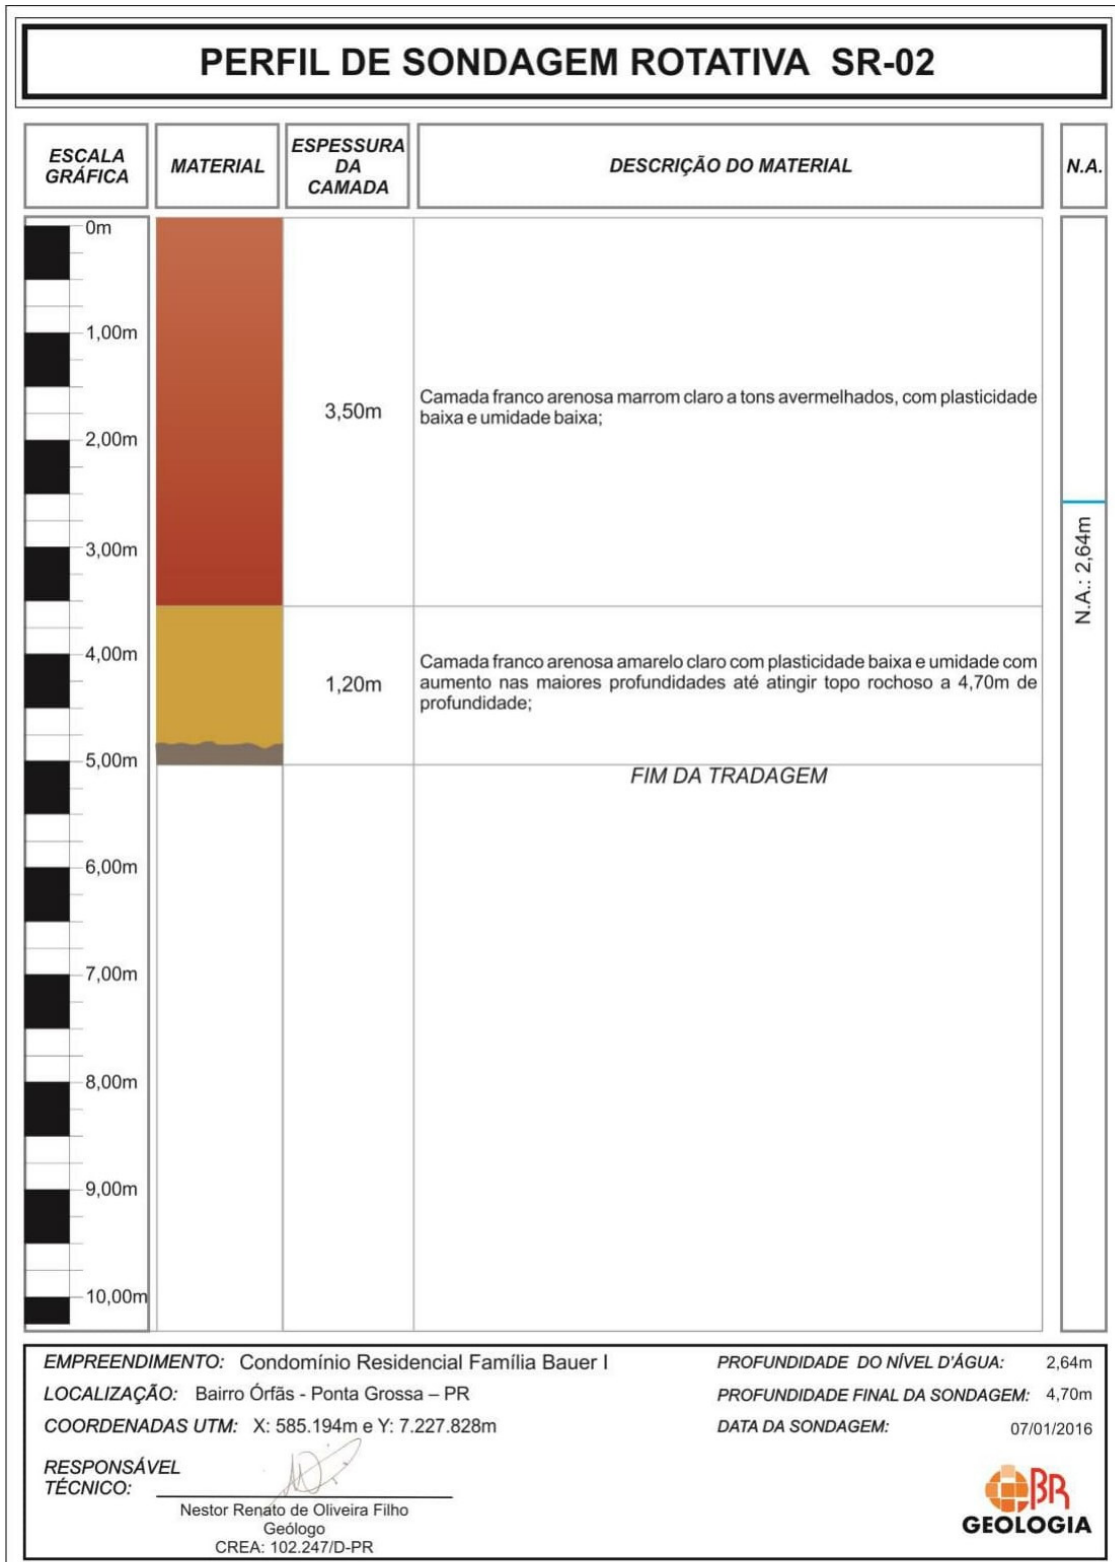 PERFIL DE SONDAGEM ROTATIVA SR-02
ESCALA
GRÁFICA
MATERIAL
ESPESSURA
DA
CAMADA
DESCRIÇÃO DO MATERIAL
N.A.
0m
1,00m
2,00m
3,00m
4,00m
5,00m
6,00m
7,00m
8,00m
9,00m
10,00m
3,50m
Camada franco arenosa marrom claro a tons avermelhados, com plasticidade
baixa e umidade baixa;
N.A.: 2,64m
1,20m
Camada franco arenosa amarelo claro com plasticidade baixa e umidade com
aumento nas maiores profundidades até atingir topo rochoso a 4,70m de
profundidade;
FIM DA TRADAGEM
EMPREENDIMENTO: Condomínio Residencial Família Bauer I
LOCALIZAÇÃO: Bairro Órfãs - Ponta Grossa – PR
COORDENADAS UTM: X: 585.194m e Y: 7.227.828m
RESPONSÁVEL
TÉCNICO:
Nestor Renato de Oliveira Filho
Geólogo
CREA: 102.247/D-PR
PROFUNDIDADE DO NÍVEL D'ÁGUA: 2,64m
PROFUNDIDADE FINAL DA SONDAGEM: 4,70m
DATA DA SONDAGEM: 07/01/2016
BR
GEOLOGIA